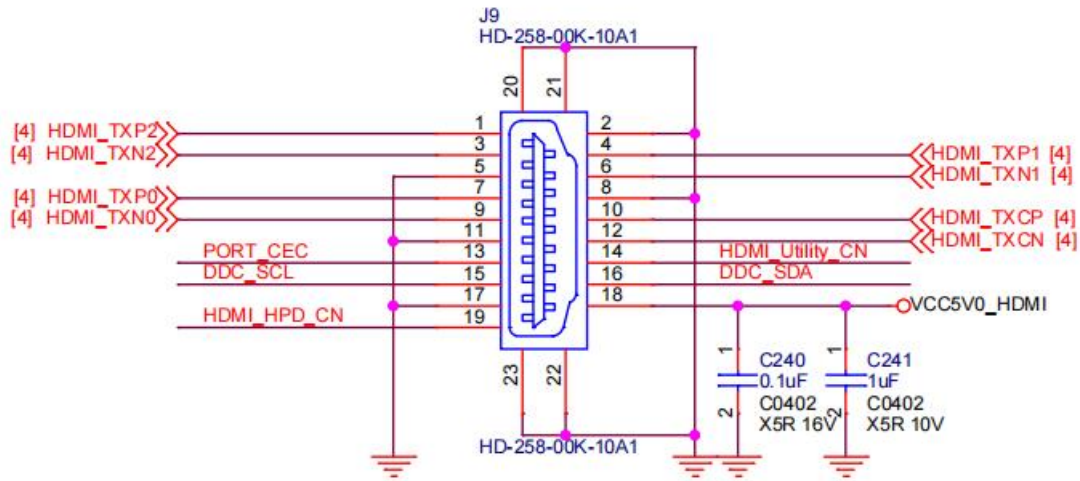 J9
HD-258-00K-10A1
20 21
[4] HDMI_TXP2 1 2
[4] HDMI_TXN2 3 4 HDMI_TXP1 [4]
5 6 HDMI_TXN1 [4]
[4] HDMI_TXP0 7 8
[4] HDMI_TXN0 9 10 HDMI_TXCP [4]
11 12 HDMI_TXCN [4]
PORT_CEC 13 14 HDMI_Utility_CN
DDC_SCL 15 16 DDC_SDA
17 18 VCC5V0_HDMI
HDMI_HPD_CN 19
23 22
HD-258-00K-10A1
1 C240
0.1uF
2 C0402
X5R 16V
1 C241
1uF
2 C0402
X5R 10V